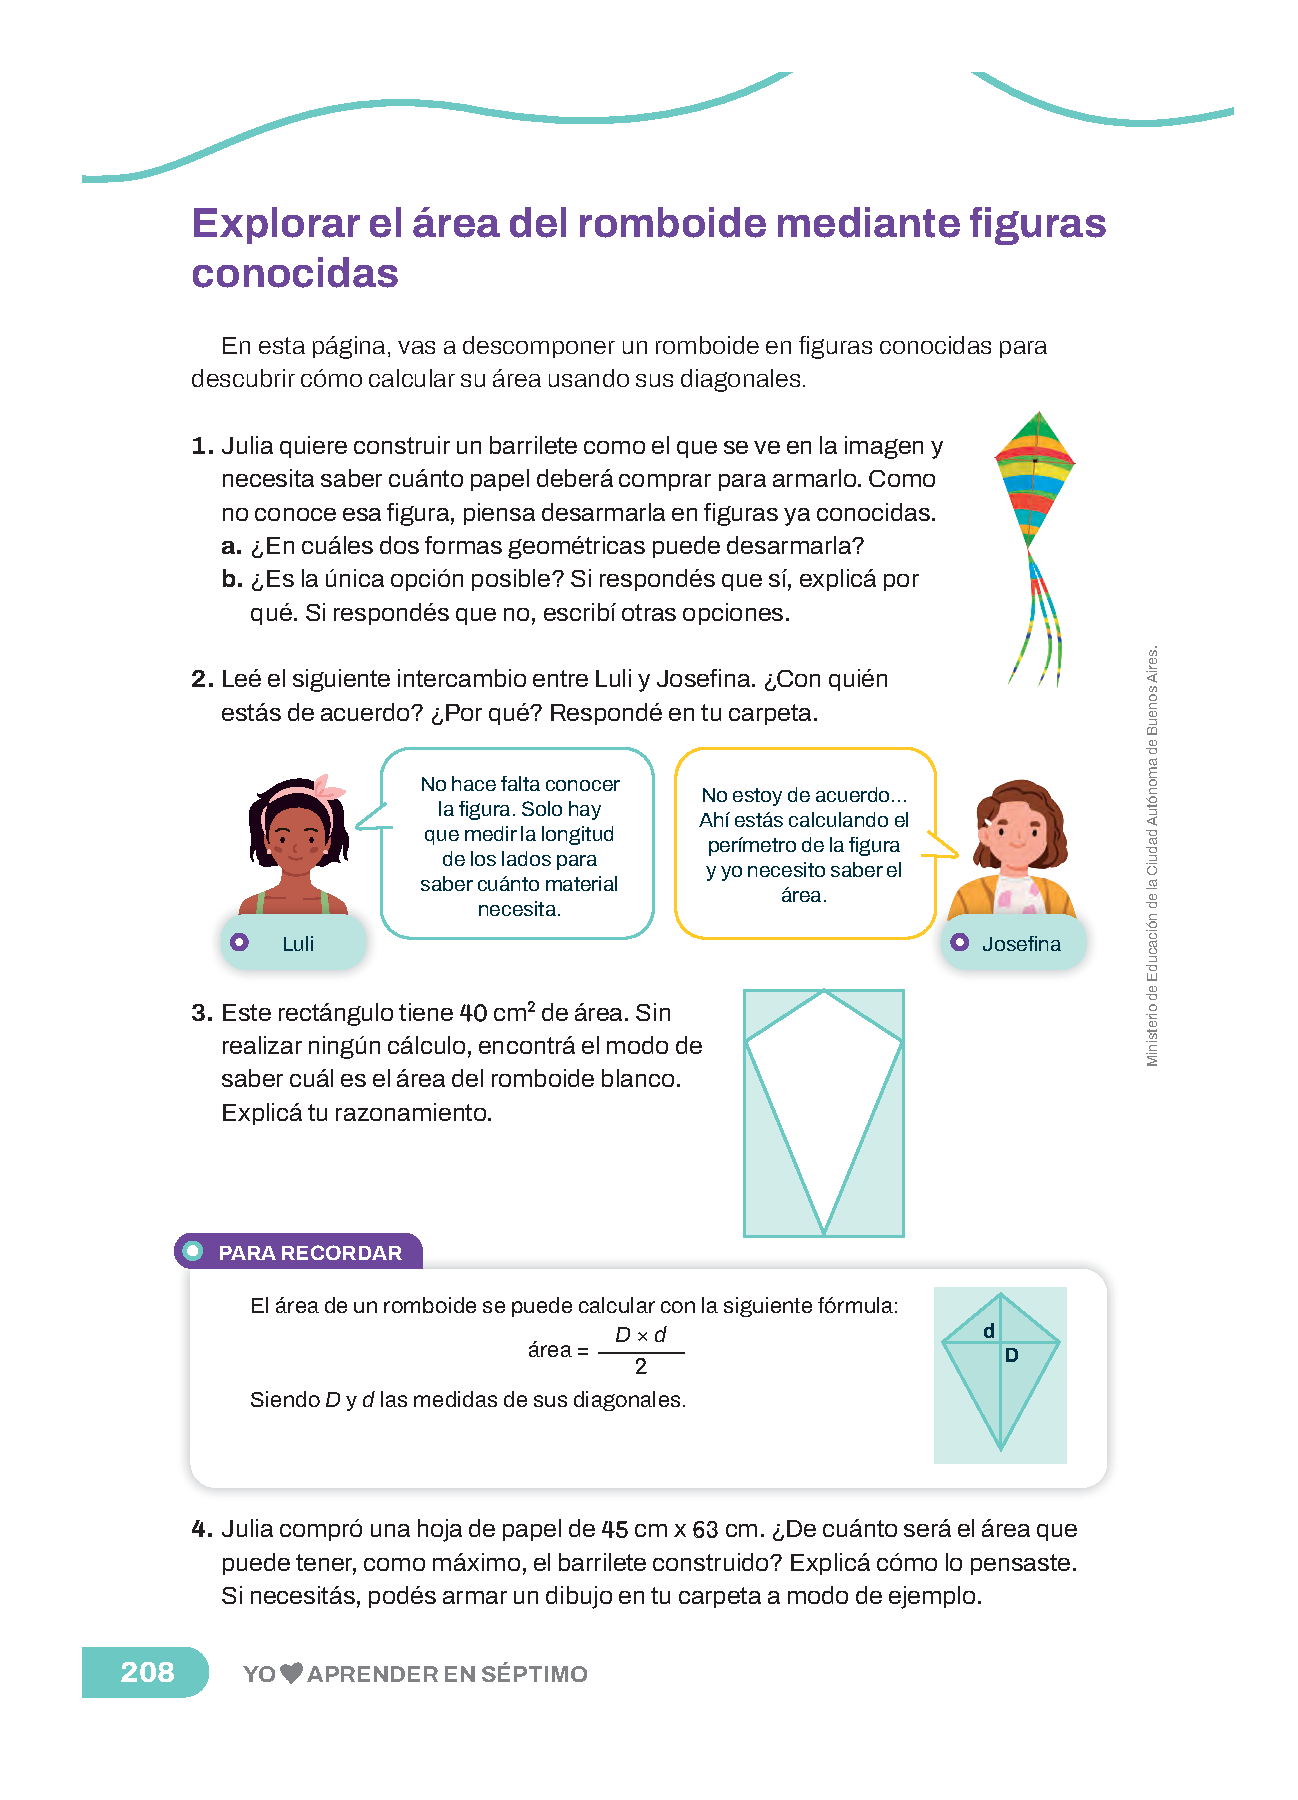 Explorar el área del romboide mediante figuras
conocidas
En esta página, vas a descomponer un romboide en figuras conocidas para
descubrir cómo calcular su área usando sus diagonales.
1. Julia quiere construir un barrilete como el que se ve en la imagen y
necesita saber cuánto papel deberá comprar para armarlo. Como
no conoce esa figura, piensa desarmarla en figuras ya conocidas.
a. ¿En cuáles dos formas geométricas puede desarmarla?
b. ¿Es la única opción posible? Si respondés que sí, explicá por
qué. Si respondés que no, escribí otras opciones.
2. Leé el siguiente intercambio entre Luli y Josefina. ¿Con quién
estás de acuerdo? ¿Por qué? Respondé en tu carpeta.
No hace falta conocer
la figura. Solo hay
que medir la longitud
de los lados para
saber cuánto material
necesita.
Luli
No estoy de acuerdo...
Ahí estás calculando el
perímetro de la figura
y yo necesito saber el
área.
Josefina
3. Este rectángulo tiene 40 cm² de área. Sin
realizar ningún cálculo, encontrá el modo de
saber cuál es el área del romboide blanco.
Explicá tu razonamiento.
PARA RECORDAR
El área de un romboide se puede calcular con la siguiente fórmula:
D × d
área =
2
Siendo D y d las medidas de sus diagonales.
d
D
4. Julia compró una hoja de papel de 45 cm x 63 cm. ¿De cuánto será el área que
puede tener, como máximo, el barrilete construido? Explicá cómo lo pensaste.
Si necesitás, podés armar un dibujo en tu carpeta a modo de ejemplo.
208
YO APRENDER EN SÉPTIMO
Ministerio de Educación de la Ciudad Autónoma de Buenos Aires.